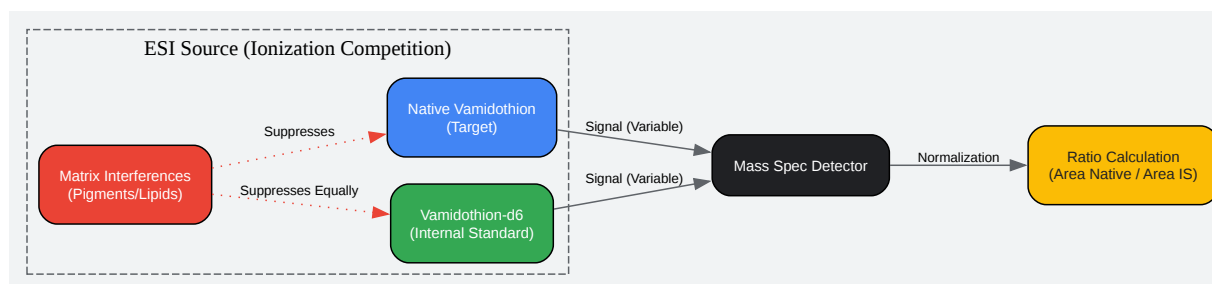 ESI Source (Ionization Competition)
Matrix Interferences
(Pigments/Lipids)
Suppresses
Suppresses Equally
Native Vamidothion
(Target)
Vamidothion-d6
(Internal Standard)
Signal (Variable)
Signal (Variable)
Mass Spec Detector
Normalization
Ratio Calculation
(Area Native / Area IS)